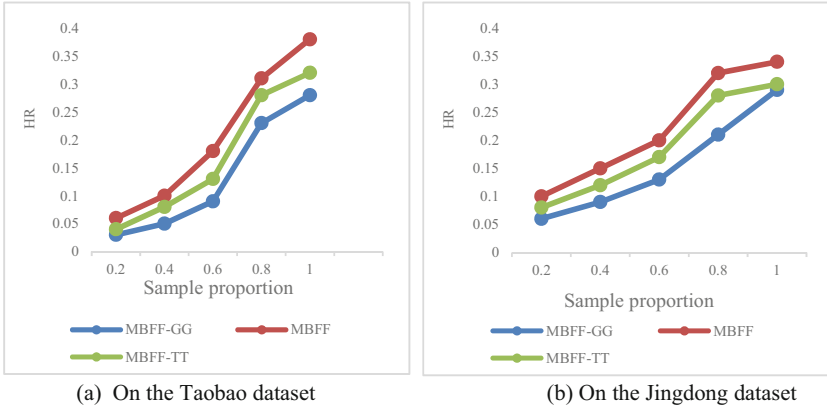 0.4
0.35
0.3
0.25
0.2
0.15
0.1
0.05
0
HR
0.2 0.4 0.6 0.8 1
Sample proportion
MBFF-GG MBFF
MBFF-TT
(a) On the Taobao dataset
0.4
0.35
0.3
0.25
0.2
0.15
0.1
0.05
0
HR
0.2 0.4 0.6 0.8 1
Sample proportion
MBFF-GG MBFF
MBFF-TT
(b) On the Jingdong dataset